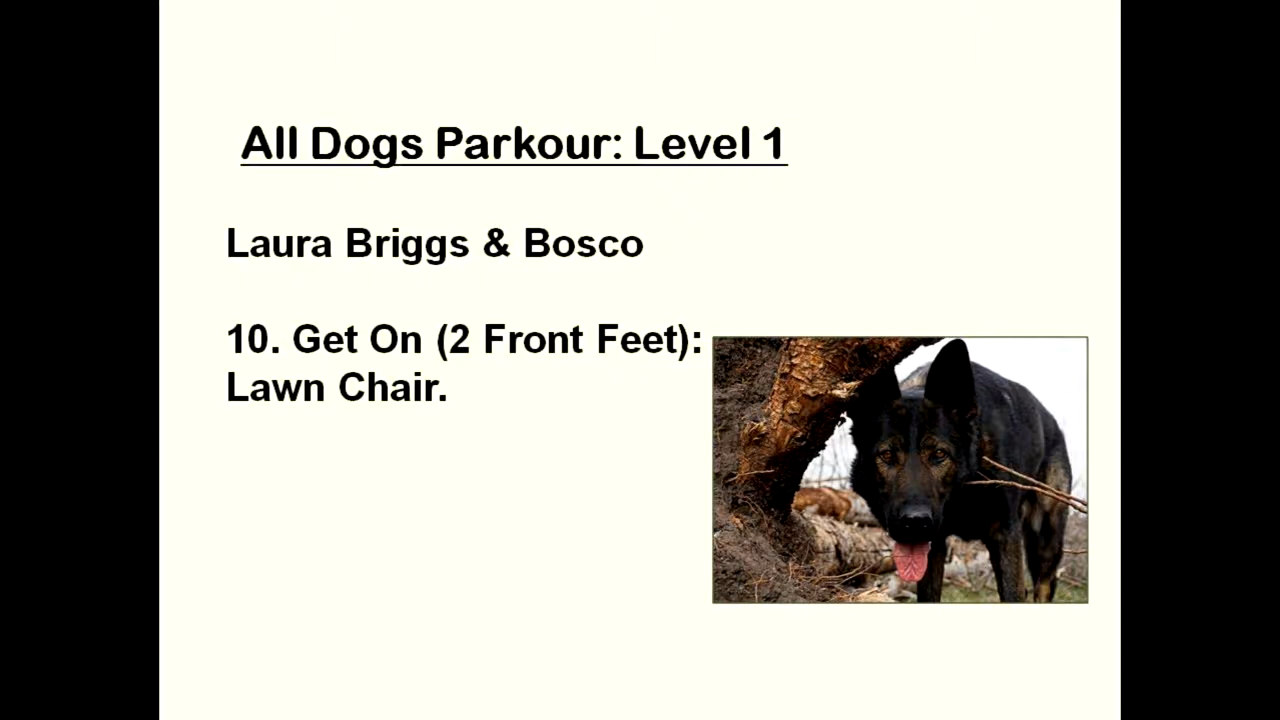 All Dogs Parkour: Level 1
Laura Briggs & Bosco
10. Get On (2 Front Feet):
Lawn Chair.